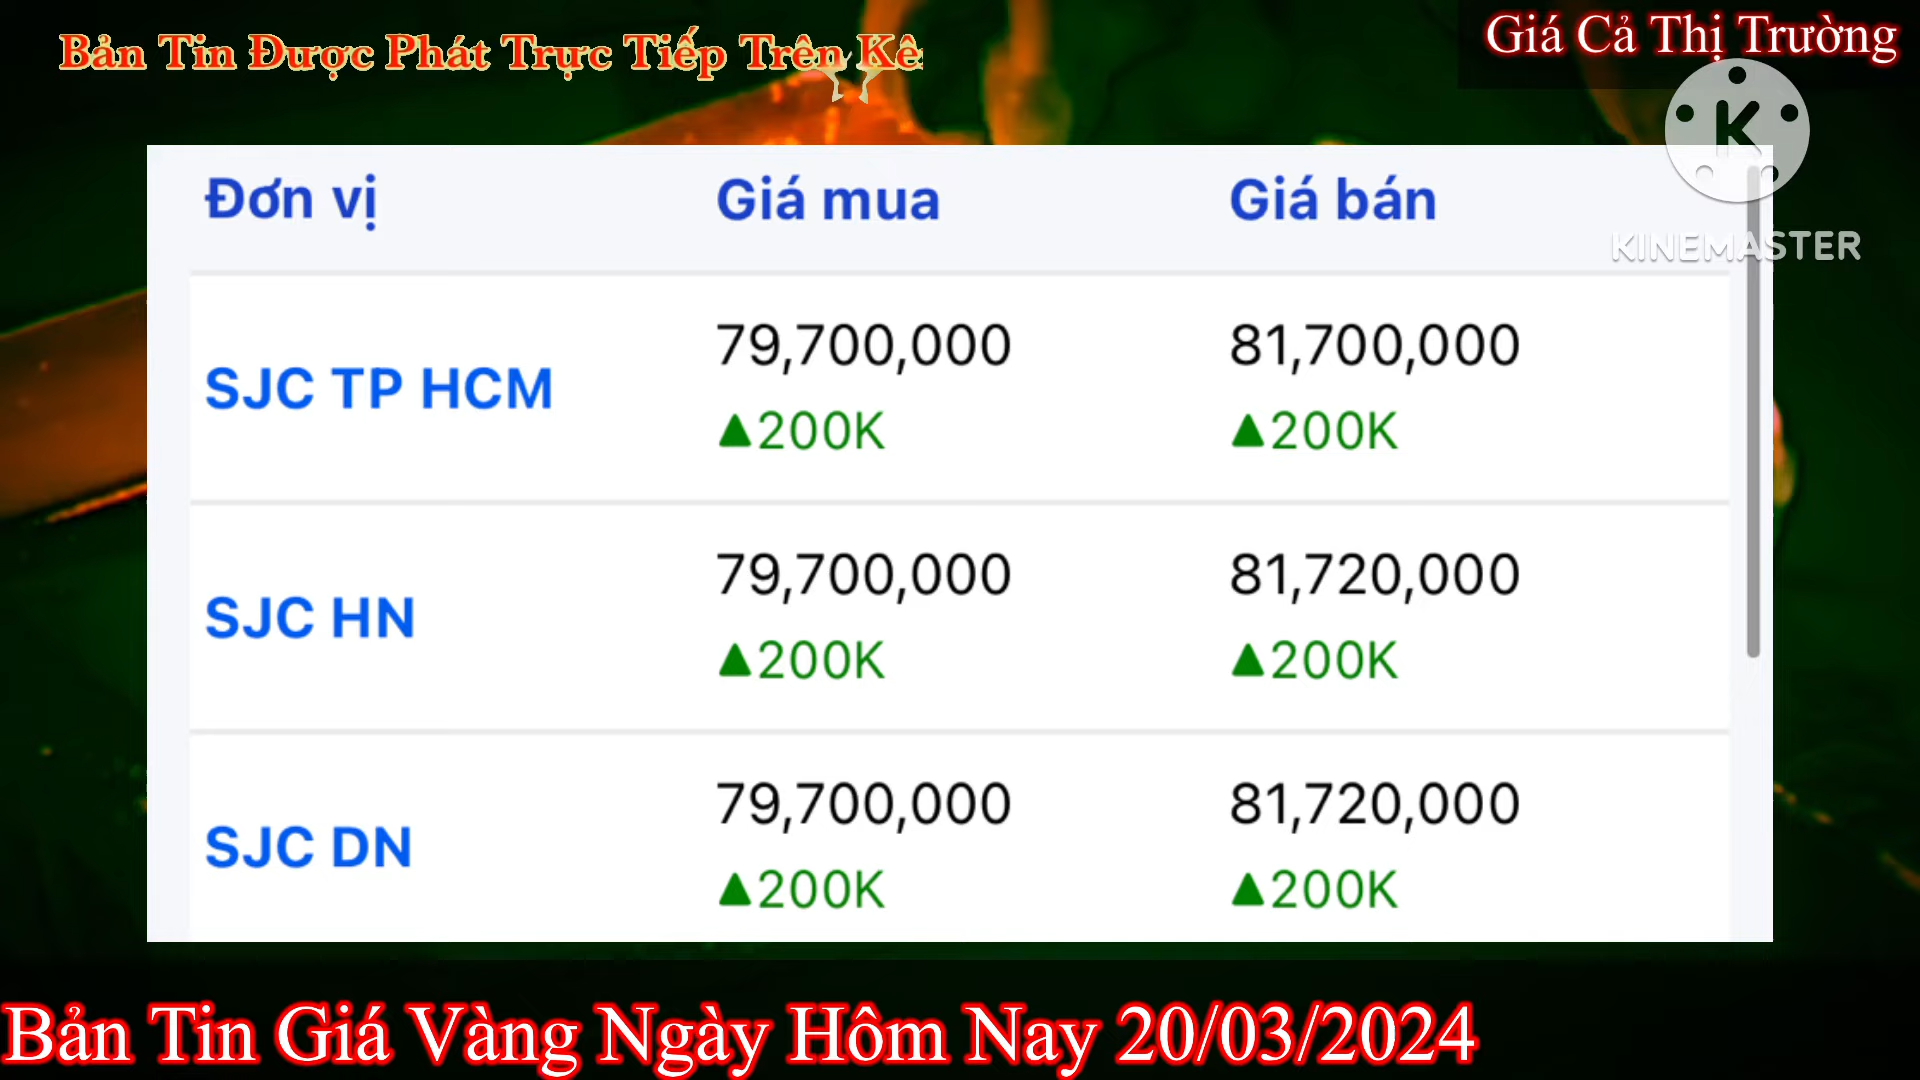 Bản Tin Được Phát Trực Tiếp Trên Kê
Giá Cả Thị Trường
K
KINEMASTER
Đơn vị Giá mua Giá bán
SJC TP HCM 79,700,000 81,700,000
▲200K ▲200K
SJC HN 79,700,000 81,720,000
▲200K ▲200K
SJC DN 79,700,000 81,720,000
▲200K ▲200K
Bản Tin Giá Vàng Ngày Hôm Nay 20/03/2024